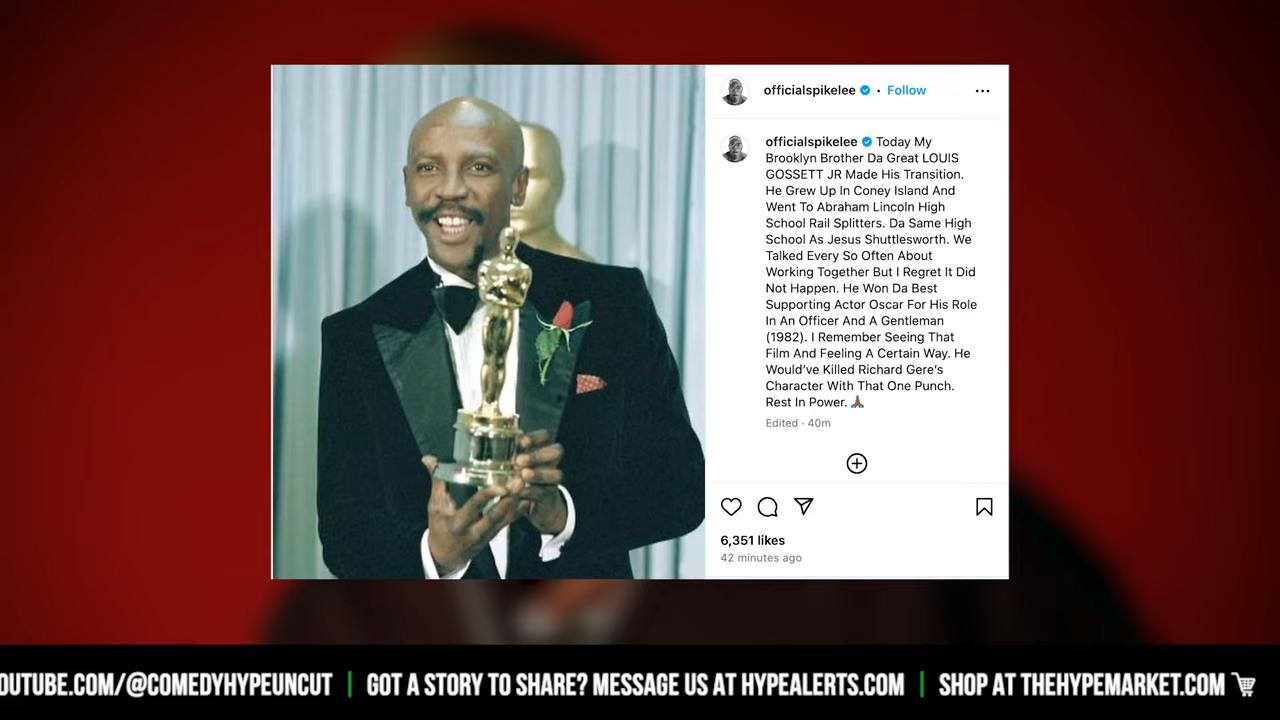 officialspikelee • Follow
officialspikelee Today My
Brooklyn Brother Da Great LOUIS
GOSSETT JR Made His Transition.
He Grew Up In Coney Island And
Went To Abraham Lincoln High
School Rail Splitters. Da Same High
School As Jesus Shuttlesworth. We
Talked Every So Often About
Working Together But I Regret It Did
Not Happen. He Won Da Best
Supporting Actor Oscar For His Role
In An Officer And A Gentleman
(1982). I Remember Seeing That
Film And Feeling A Certain Way. He
Would've Killed Richard Gere's
Character With That One Punch.
Rest In Power. 🙏🏾
Edited · 40m
6,351 likes
42 minutes ago
OUTUBE.COM/@COMEDYHYPEUNCUT | GOT A STORY TO SHARE? MESSAGE US AT HYPEALERTS.COM | SHOP AT THEHYPEMARKET.COM